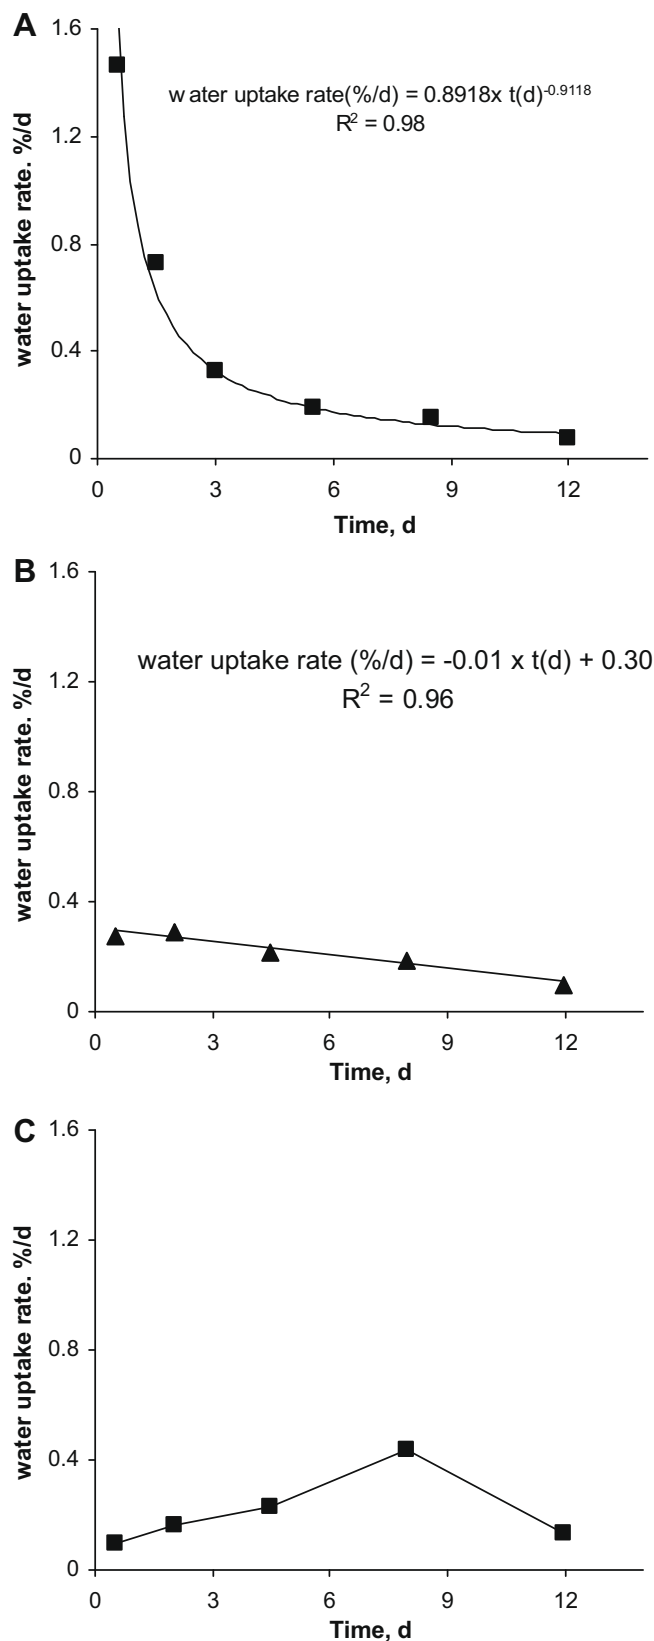 A
1.6
water uptake rate(%/d) = 0.8918x t(d)^-0.9118
R² = 0.98
1.2
0.8
0.4
0
water uptake rate. %/d
0 3 6 9 12
Time, d
B
1.6
water uptake rate (%/d) = -0.01 x t(d) + 0.30
1.2
R² = 0.96
0.8
0.4
0
water uptake rate. %/d
0 3 6 9 12
Time, d
C
1.6
1.2
0.8
0.4
0
water uptake rate. %/d
0 3 6 9 12
Time, d